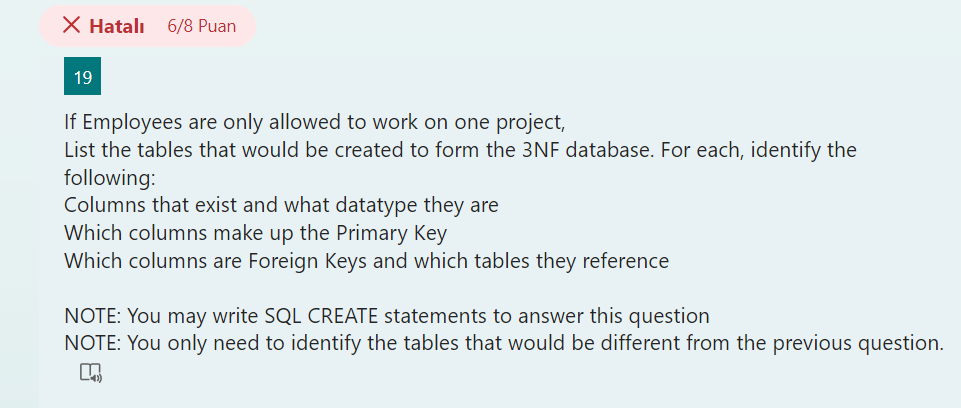 Hatalı 6/8 Puan
19
If Employees are only allowed to work on one project,
List the tables that would be created to form the 3NF database. For each, identify the
following:
Columns that exist and what datatype they are
Which columns make up the Primary Key
Which columns are Foreign Keys and which tables they reference
NOTE: You may write SQL CREATE statements to answer this question
NOTE: You only need to identify the tables that would be different from the previous question.